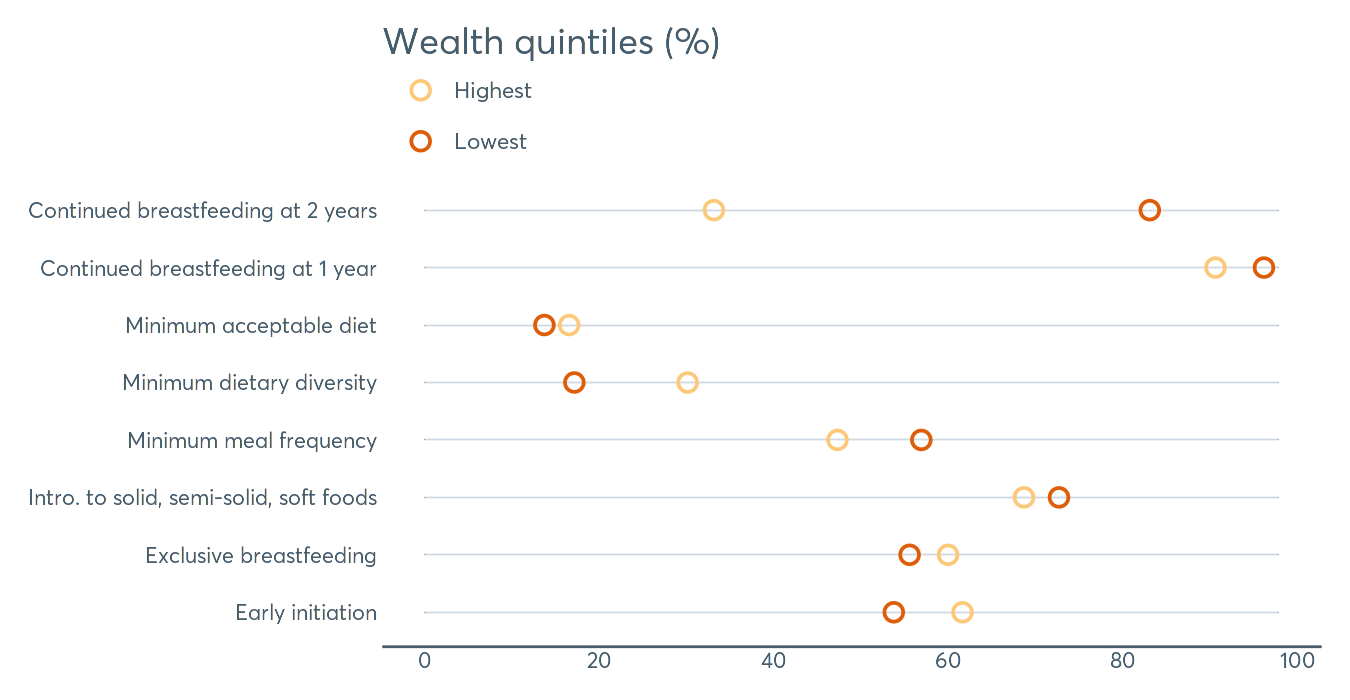 Wealth quintiles (%)
Highest
Lowest
Continued breastfeeding at 2 years
Continued breastfeeding at 1 year
Minimum acceptable diet
Minimum dietary diversity
Minimum meal frequency
Intro. to solid, semi-solid, soft foods
Exclusive breastfeeding
Early initiation
0 20 40 60 80 100